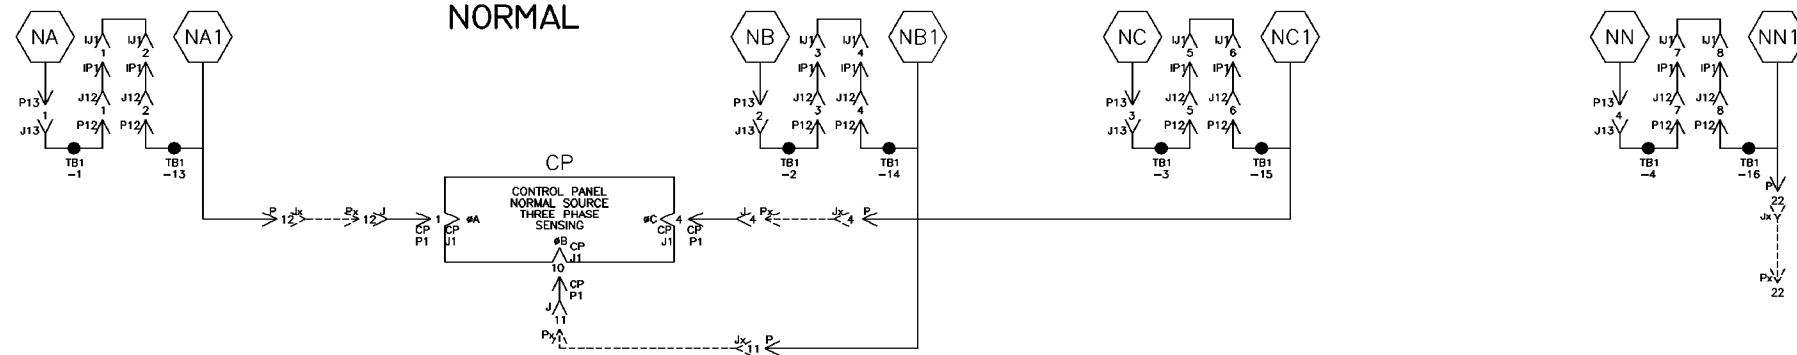 NORMAL
NA
IJ1
1
IJ1
2
NA1
IP1
IP1
P13
1
J13
J12
1
J12
2
P12
P12
TB1
-1
TB1
-13
NB
IJ1
3
IJ1
4
NB1
IP1
IP1
P13
2
J13
J12
3
J12
4
P12
P12
TB1
-2
TB1
-14
NC
IJ1
5
IJ1
6
NC1
IP1
IP1
P13
3
J13
J12
5
J12
6
P12
P12
TB1
-3
TB1
-15
NN
IJ1
7
IJ1
8
NN1
IP1
IP1
P13
4
J13
J12
7
J12
8
P12
P12
TB1
-4
TB1
-16
P
22
Jx
Px
22
CP
CONTROL PANEL
NORMAL SOURCE
THREE PHASE
SENSING
P
12
Jx
Px
12
J
1
øA
CP
P1
CP
J1
øC
4
CP
J1
CP
P1
J
4
Px
Jx
4
P
øB
CP
J1
10
CP
P1
J
11
Px
Jx
11
P